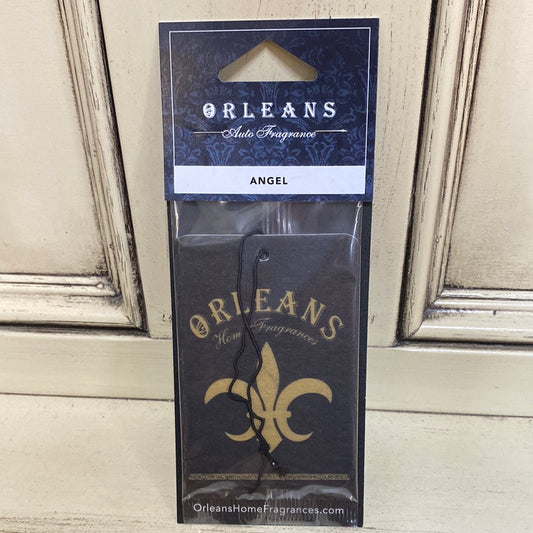 ORLEANS
Auto Fragrance
ANGEL
ORLEANS
Home Fragrances
OrleansHomeFragrances.com